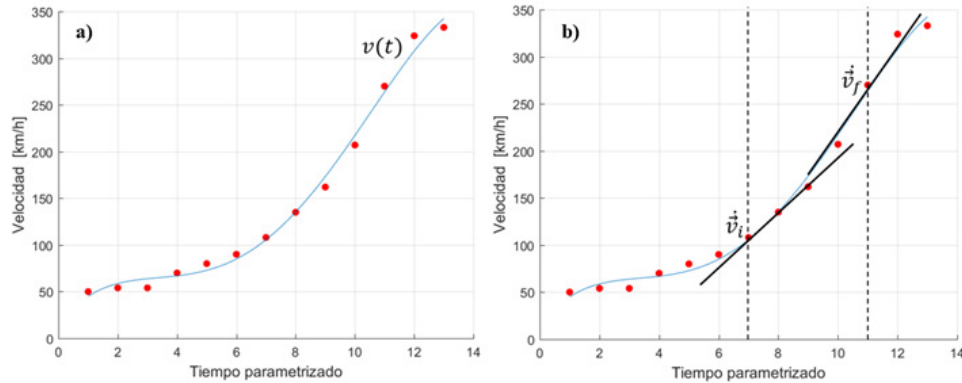 a)
v(t)
Velocidad [km/h]
350
300
250
200
150
100
50
0
0 2 4 6 8 10 12 14
Tiempo parametrizado
b)
v̇⃗f
v̇⃗i
Velocidad [km/h]
350
300
250
200
150
100
50
0
0 2 4 6 8 10 12 14
Tiempo parametrizado